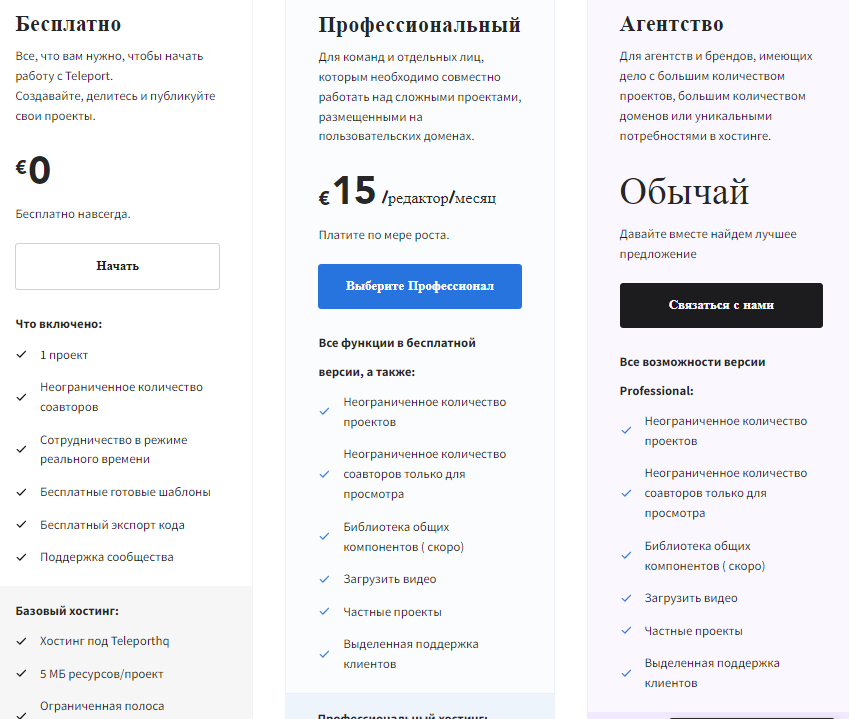 Бесплатно
Все, что вам нужно, чтобы начать
работу с Teleport.
Создавайте, делитесь и публикуйте
свои проекты.
€0
Бесплатно навсегда.
Начать
Что включено:
1 проект
Неограниченное количество
соавторов
Сотрудничество в режиме
реального времени
Бесплатные готовые шаблоны
Бесплатный экспорт кода
Поддержка сообщества
Базовый хостинг:
Хостинг под Teleporthq
5 МБ ресурсов/проект
Ограниченная полоса
Профессиональный
Для команд и отдельных лиц,
которым необходимо совместно
работать над сложными проектами,
размещенными на
пользовательских доменах.
€15 /редактор/месяц
Платите по мере роста.
Выберите Профессионал
Все функции в бесплатной
версии, а также:
Неограниченное количество
проектов
Неограниченное количество
соавторов только для
просмотра
Библиотека общих
компонентов ( скоро)
Загрузить видео
Частные проекты
Выделенная поддержка
клиентов
Профессиональный хостинг:
Агентство
Для агентств и брендов, имеющих
дело с большим количеством
проектов, большим количеством
доменов или уникальными
потребностями в хостинге.
Обычай
Давайте вместе найдем лучшее
предложение
Связаться с нами
Все возможности версии
Professional:
Неограниченное количество
проектов
Неограниченное количество
соавторов только для
просмотра
Библиотека общих
компонентов ( скоро)
Загрузить видео
Частные проекты
Выделенная поддержка
клиентов